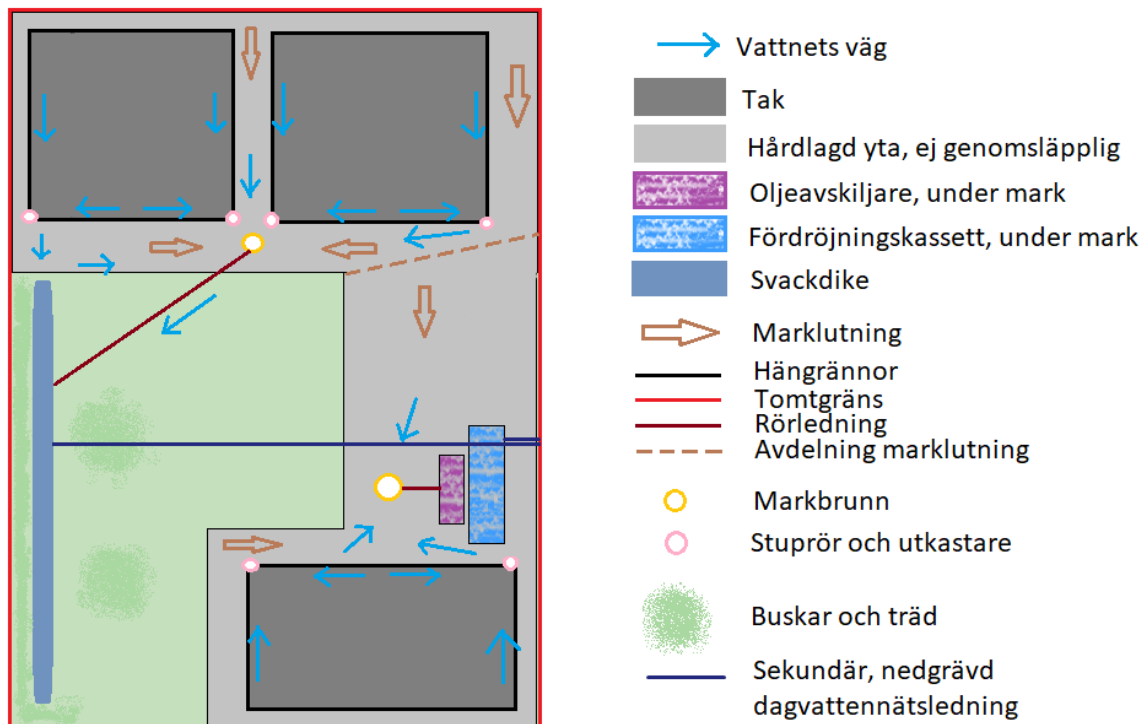 Vattnets väg
Tak
Hårdlagd yta, ej genomsläpplig
Oljeavskiljare, under mark
Fördröjningskassett, under mark
Svackdike
Marklutning
Hängrännor
Tomtgräns
Rörledning
Avdelning marklutning
Markbrunn
Stuprör och utkastare
Buskar och träd
Sekundär, nedgrävd
dagvattennätsledning